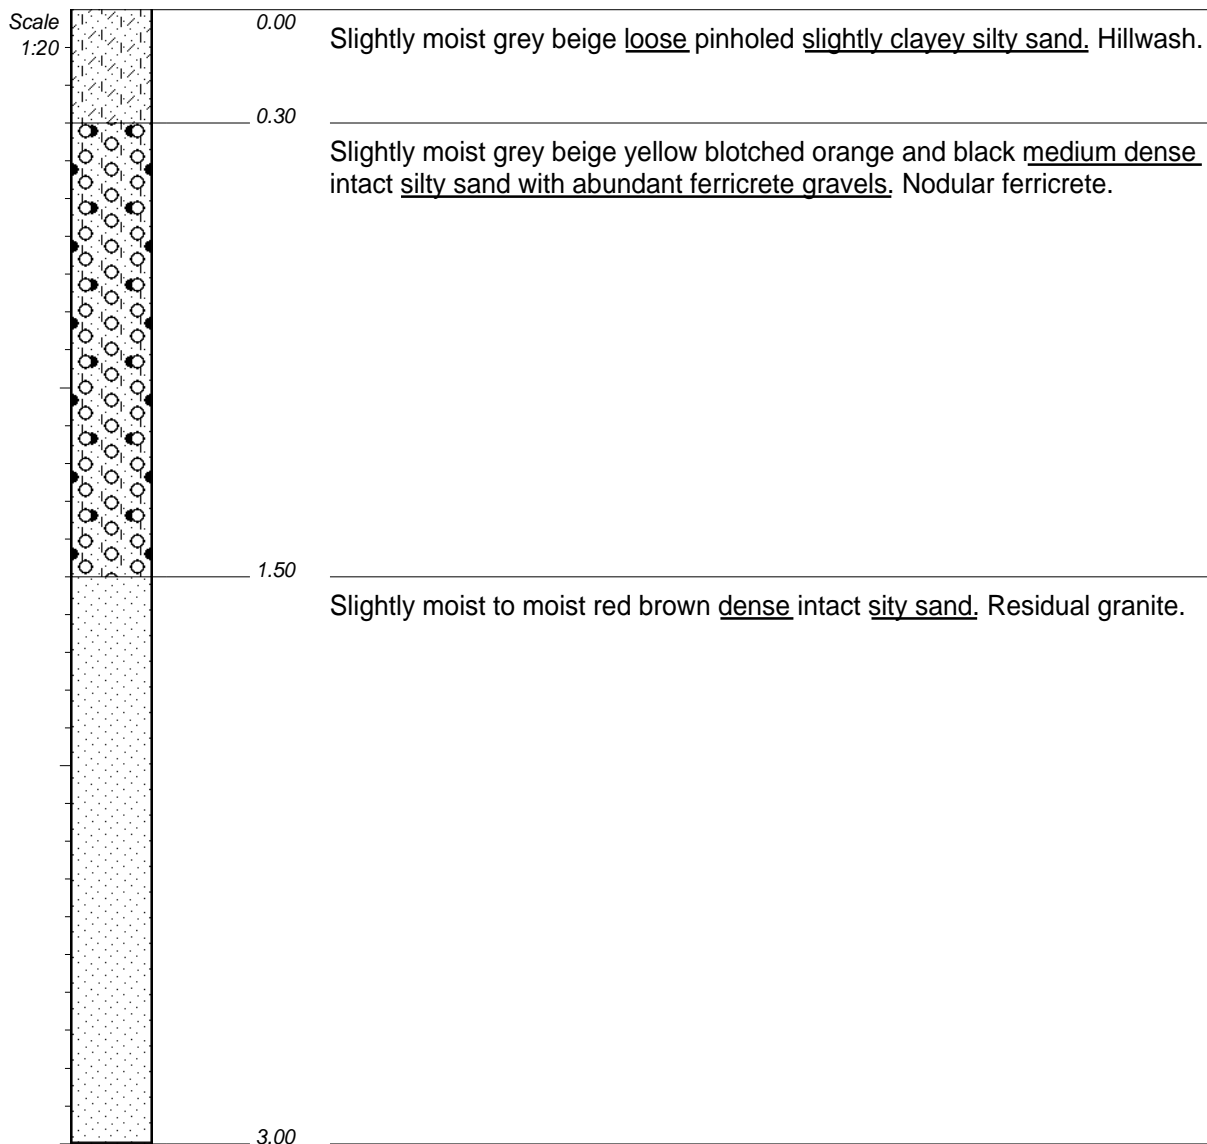 Scale
1:20
0.00
Slightly moist grey beige loose pinholed slightly clayey silty sand. Hillwash.
0.30
Slightly moist grey beige yellow blotched orange and black medium dense
intact silty sand with abundant ferricrete gravels. Nodular ferricrete.
1.50
Slightly moist to moist red brown dense intact sity sand. Residual granite.
3.00